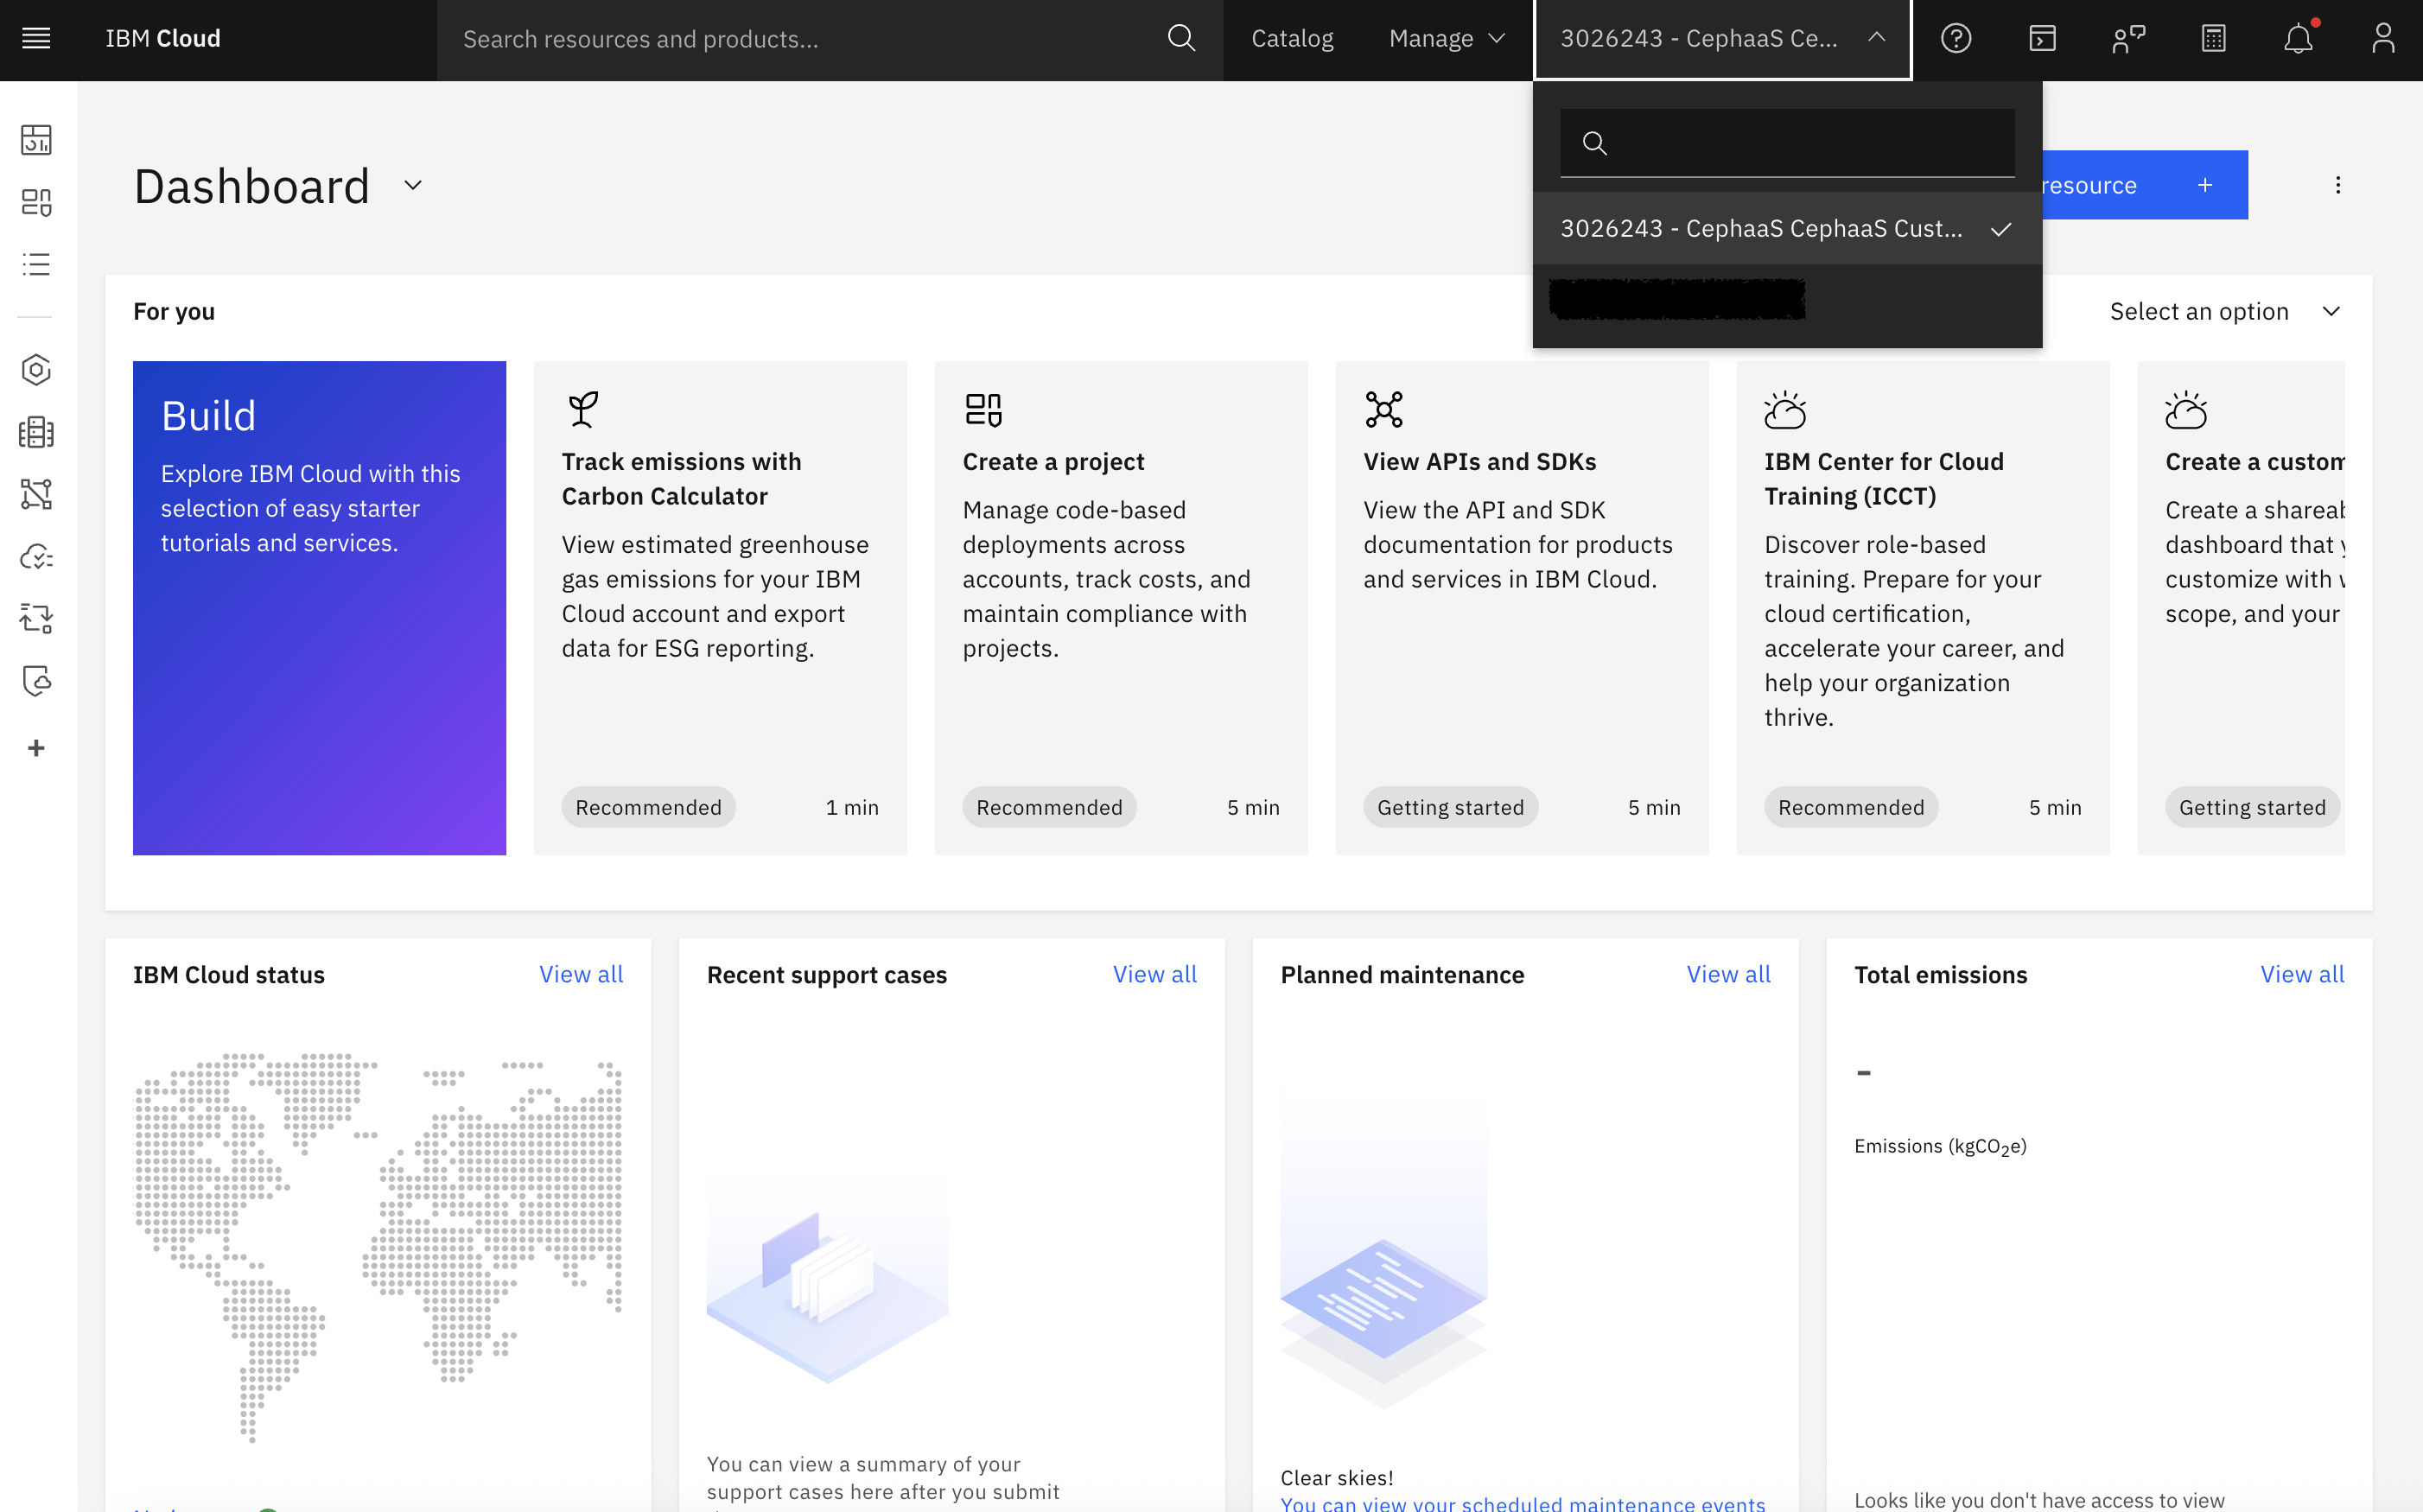 IBM Cloud
Search resources and products...
Catalog
Manage
3026243 - CephaaS Ce...
3026243 - CephaaS CephaaS Cust...
Dashboard
resource +
For you
Select an option
Build
Explore IBM Cloud with this
selection of easy starter
tutorials and services.
Track emissions with
Carbon Calculator
View estimated greenhouse
gas emissions for your IBM
Cloud account and export
data for ESG reporting.
Recommended
1 min
Create a project
Manage code-based
deployments across
accounts, track costs, and
maintain compliance with
projects.
Recommended
5 min
View APIs and SDKs
View the API and SDK
documentation for products
and services in IBM Cloud.
Getting started
5 min
IBM Center for Cloud
Training (ICCT)
Discover role-based
training. Prepare for your
cloud certification,
accelerate your career, and
help your organization
thrive.
Recommended
5 min
Create a custom
Create a
dashboard that
customize with
scope, and your
Getting started
IBM Cloud status
View all
Recent support cases
View all
You can view a summary of your
support cases here after you submit
Planned maintenance
View all
Clear skies!
You can view your scheduled maintenance events
Total emissions
View all
-
Emissions (kgCO₂e)
Looks like you don't have access to view